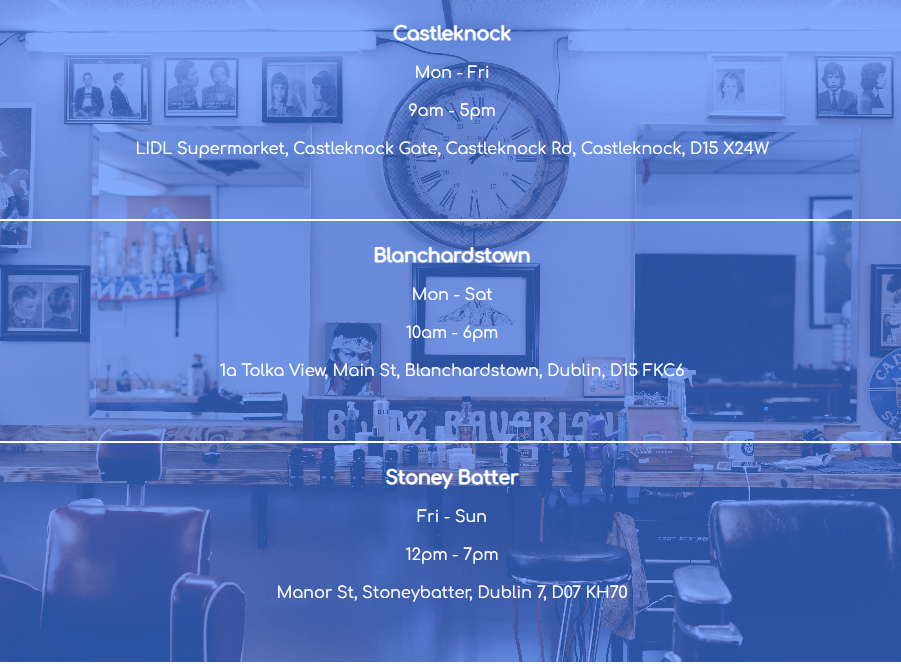 Castleknock
Mon - Fri
9am - 5pm
LIDL Supermarket, Castleknock Gate, Castleknock Rd, Castleknock, D15 X24W
Blanchardstown
Mon - Sat
10am - 6pm
1a Tolka View, Main St, Blanchardstown, Dublin, D15 FKC6
Stoney Batter
Fri - Sun
12pm - 7pm
Manor St, Stoneybatter, Dublin 7, D07 KH70